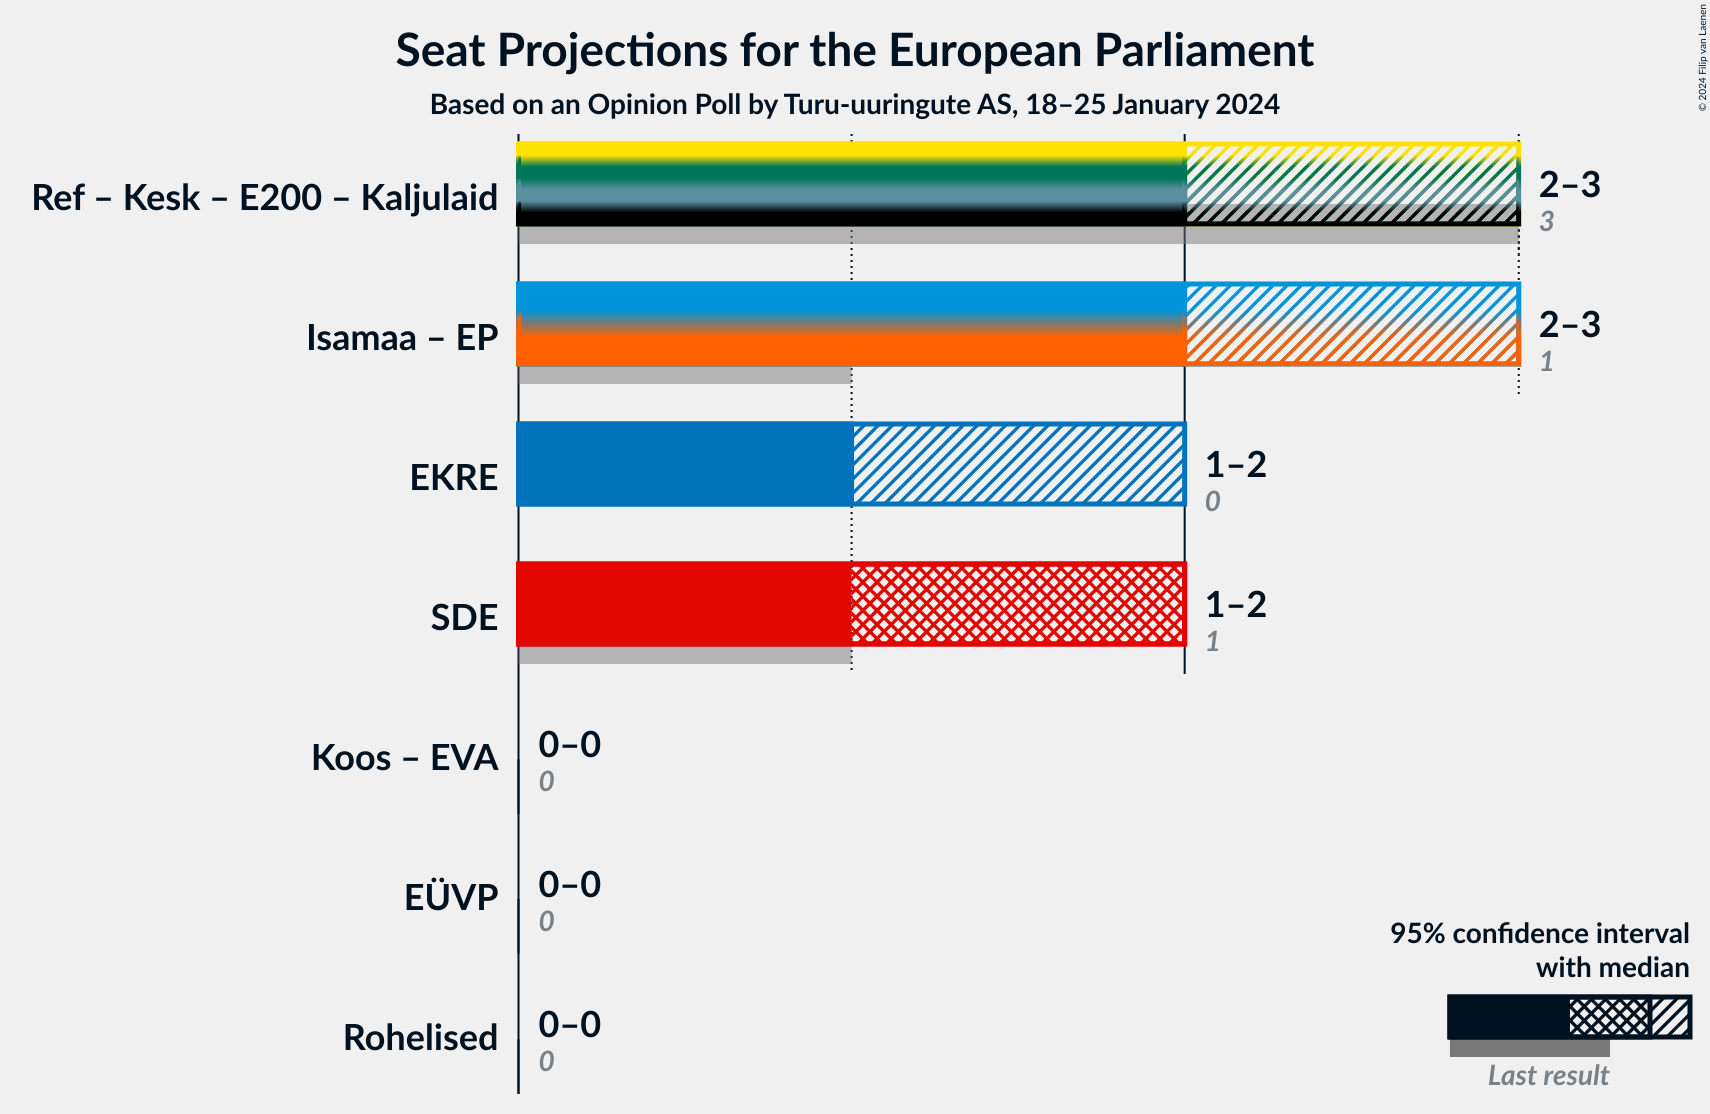 Seat Projections for the European Parliament
Based on an Opinion Poll by Turu-uuringute AS, 18–25 January 2024
© 2024 Filip van Laenen
Ref – Kesk – E200 – Kaljulaid
2–3
3
Isamaa – EP
2–3
1
EKRE
1–2
0
SDE
1–2
1
Koos – EVA
0–0
0
EÜVP
0–0
0
Rohelised
0–0
0
95% confidence interval
with median
Last result